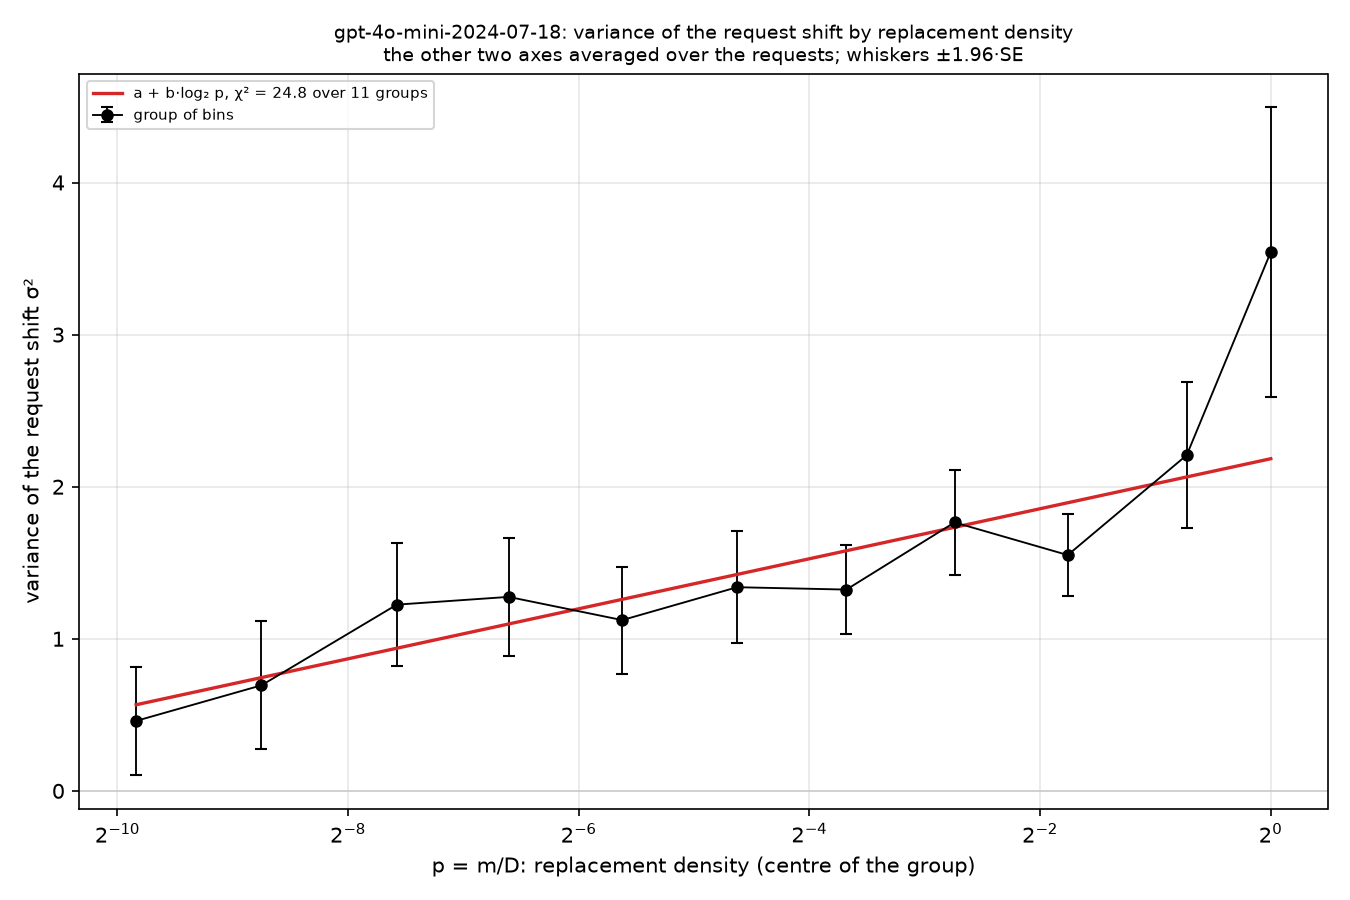 gpt-4o-mini-2024-07-18: variance of the request shift by replacement density
the other two axes averaged over the requests; whiskers ±1.96·SE
a + b·log₂ p, χ² = 24.8 over 11 groups
group of bins
variance of the request shift σ²
4
3
2
1
0
2⁻¹⁰ 2⁻⁸ 2⁻⁶ 2⁻⁴ 2⁻² 2⁰
p = m/D: replacement density (centre of the group)